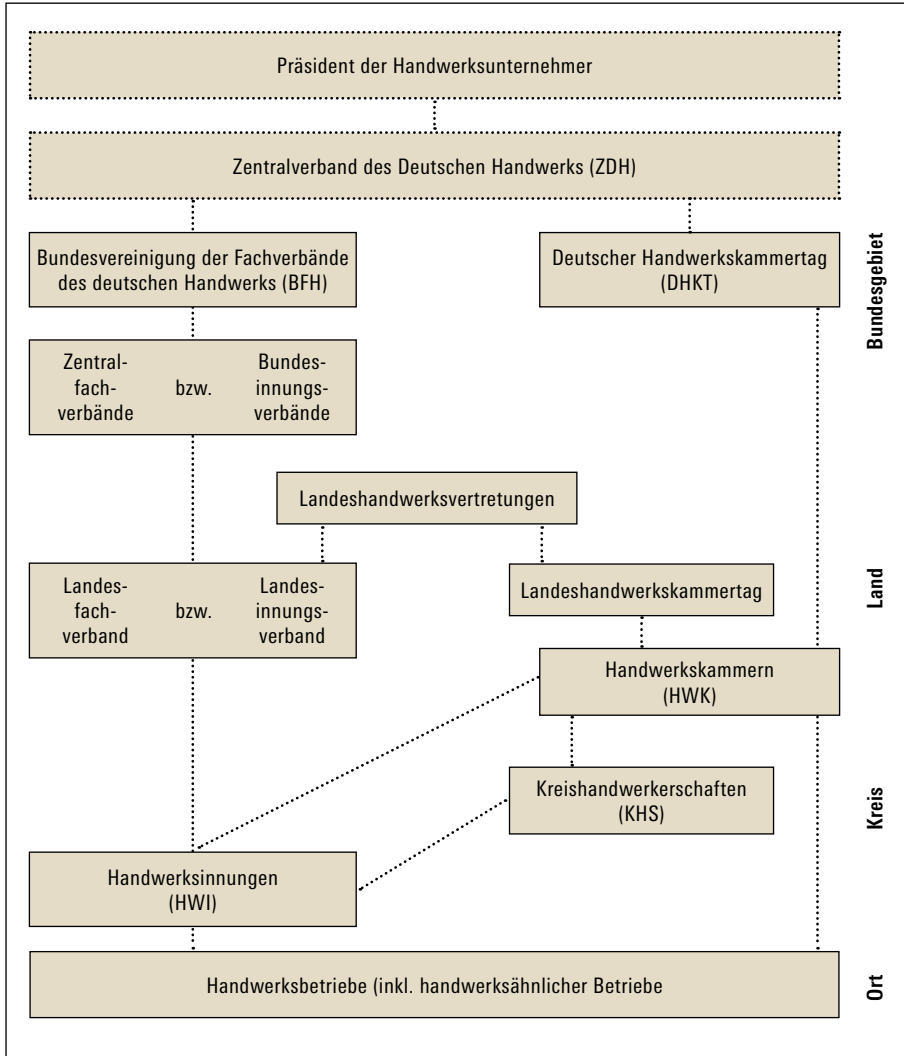 Präsident der Handwerksunternehmer
Zentralverband des Deutschen Handwerks (ZDH)
Bundesvereinigung der Fachverbände
des deutschen Handwerks (BFH)
Deutscher Handwerkskammertag
(DHKT)
Bundesgebiet
Zentral-
fach-
verbände
bzw.
Bundes-
innungs-
verbände
Landeshandwerksvertretungen
Landes-
fach-
verband
bzw.
Landes-
innungs-
verband
Landeshandwerkskammertag
Land
Handwerkskammern
(HWK)
Kreishandwerkerschaften
(KHS)
Kreis
Handwerksinnungen
(HWI)
Handwerksbetriebe (inkl. handwerksähnlicher Betriebe
Ort